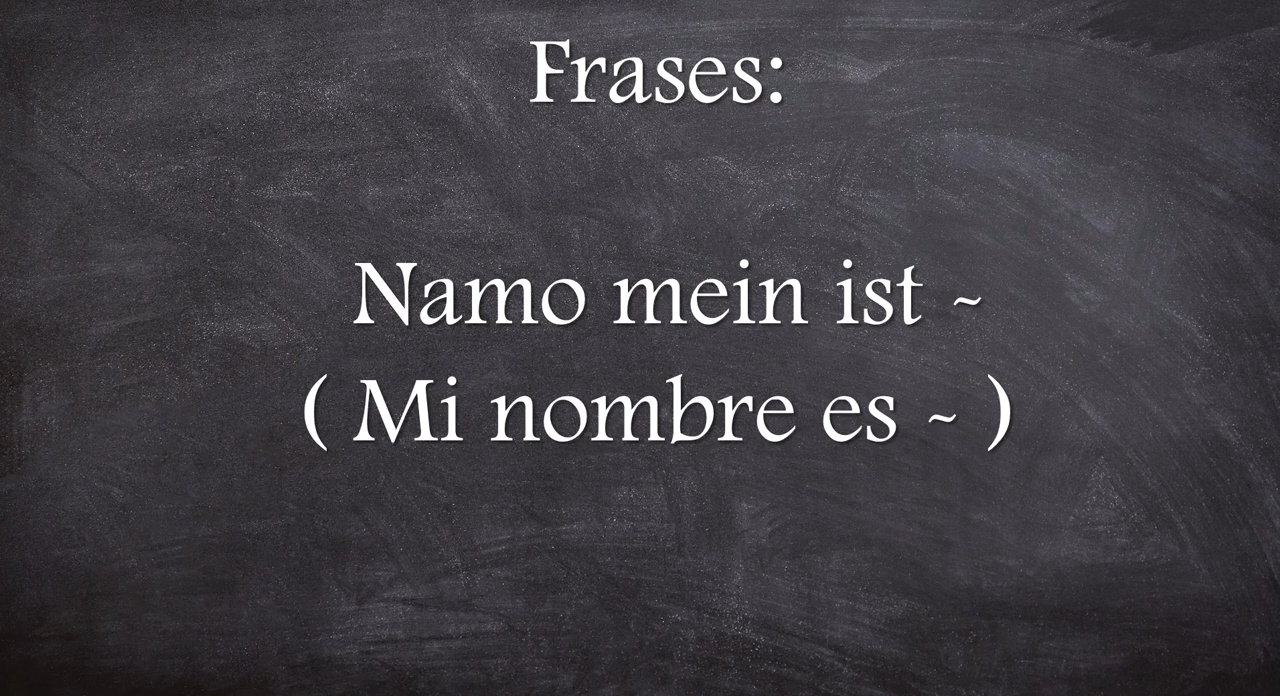 Frases:
Namo mein ist ~
( Mi nombre es ~ )